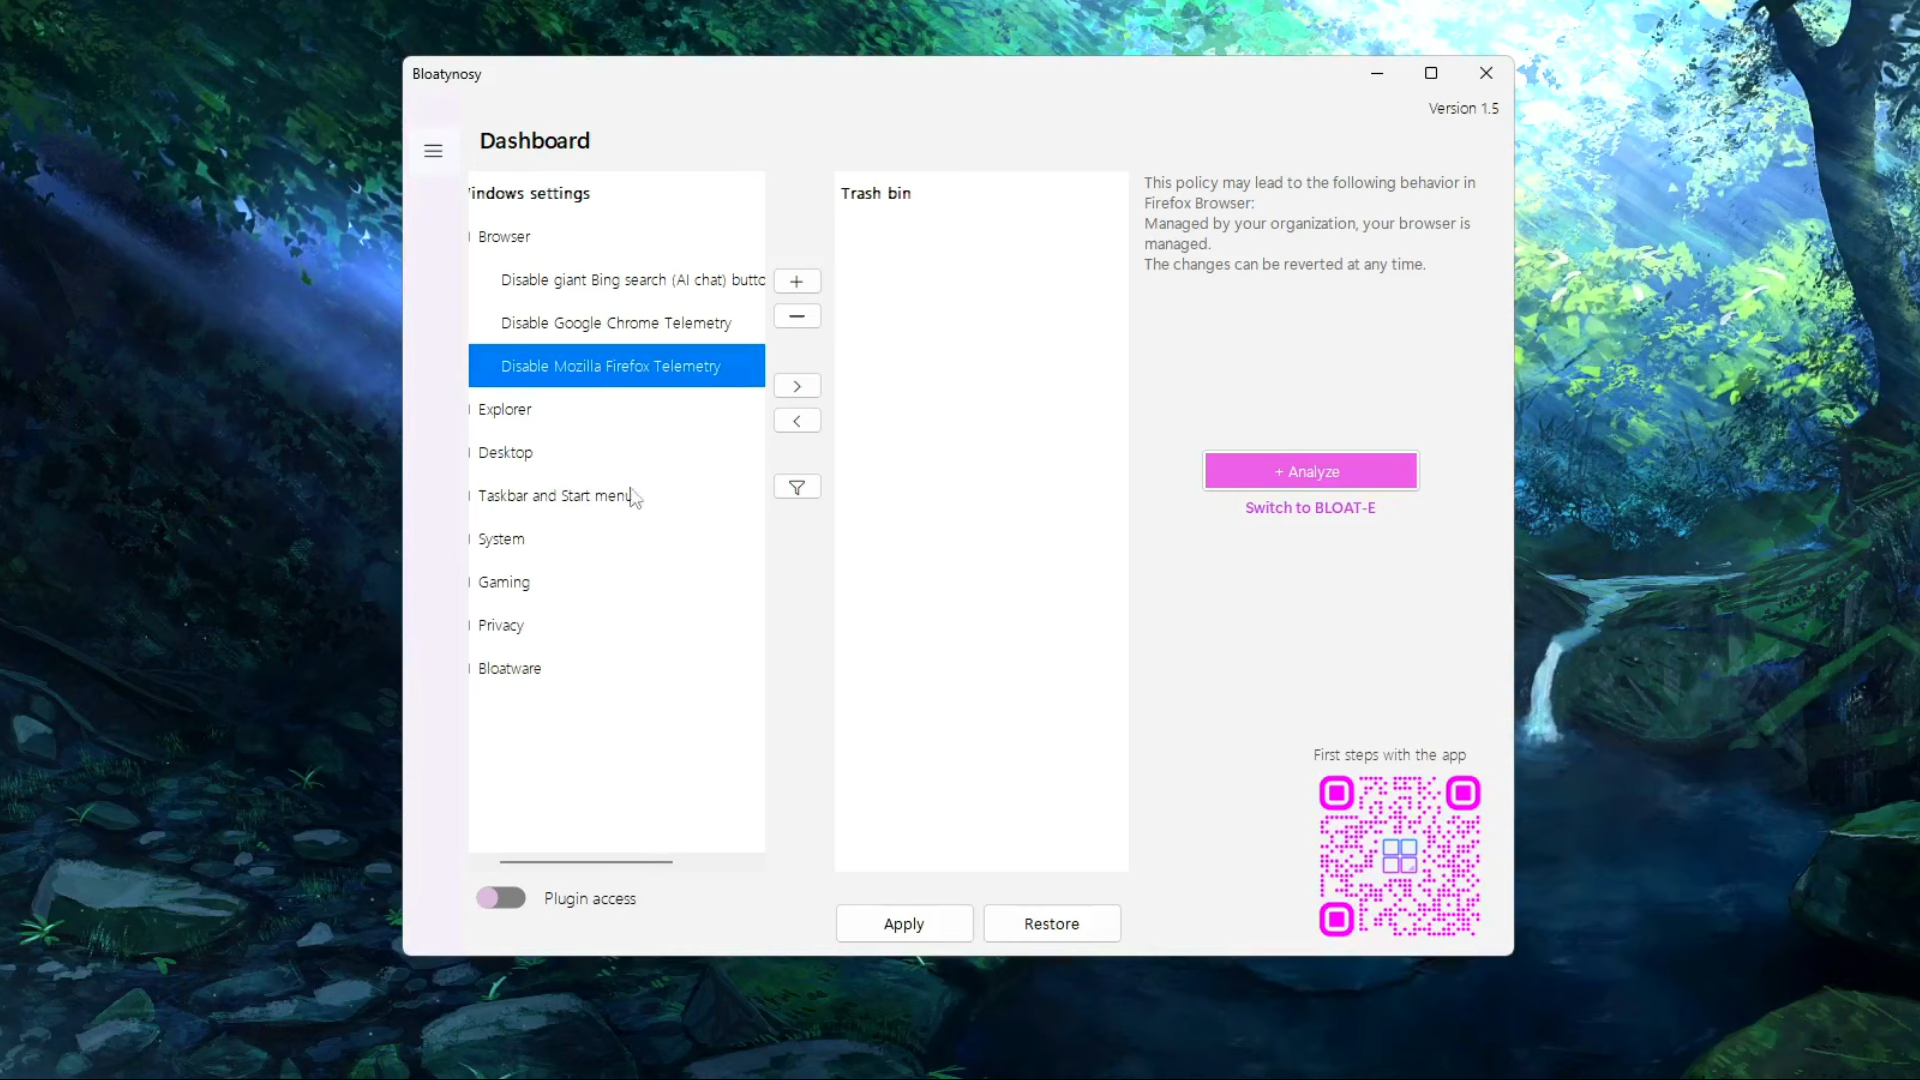 Bloatynosy
Version 1.5
Dashboard
indows settings
Browser
Disable giant Bing search (AI chat) butto
Disable Google Chrome Telemetry
Disable Mozilla Firefox Telemetry
Explorer
Desktop
Taskbar and Start menu
System
Gaming
Privacy
Bloatware
Plugin access
Trash bin
Apply
Restore
This policy may lead to the following behavior in
Firefox Browser:
Managed by your organization, your browser is
managed.
The changes can be reverted at any time.
+ Analyze
Switch to BLOAT-E
First steps with the app